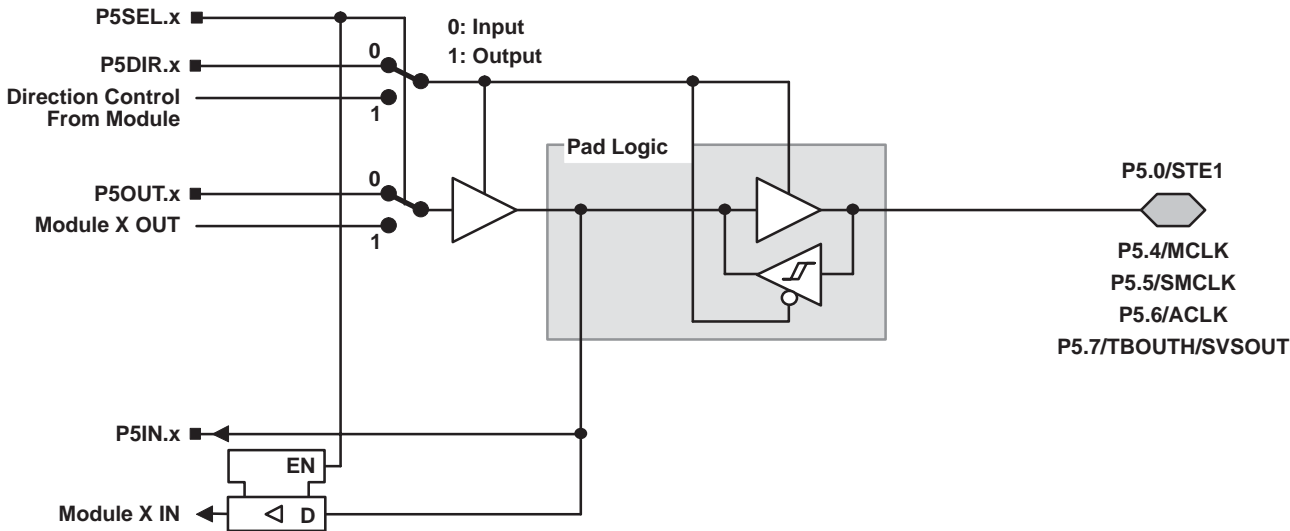 P5SEL.x
0: Input
1: Output
0
P5DIR.x
Direction Control
From Module
1
Pad Logic
P5.0/STE1
0
P5OUT.x
Module X OUT
1
P5.4/MCLK
P5.5/SMCLK
P5.6/ACLK
P5.7/TBOUTH/SVSOUT
P5IN.x
EN
Module X IN
D